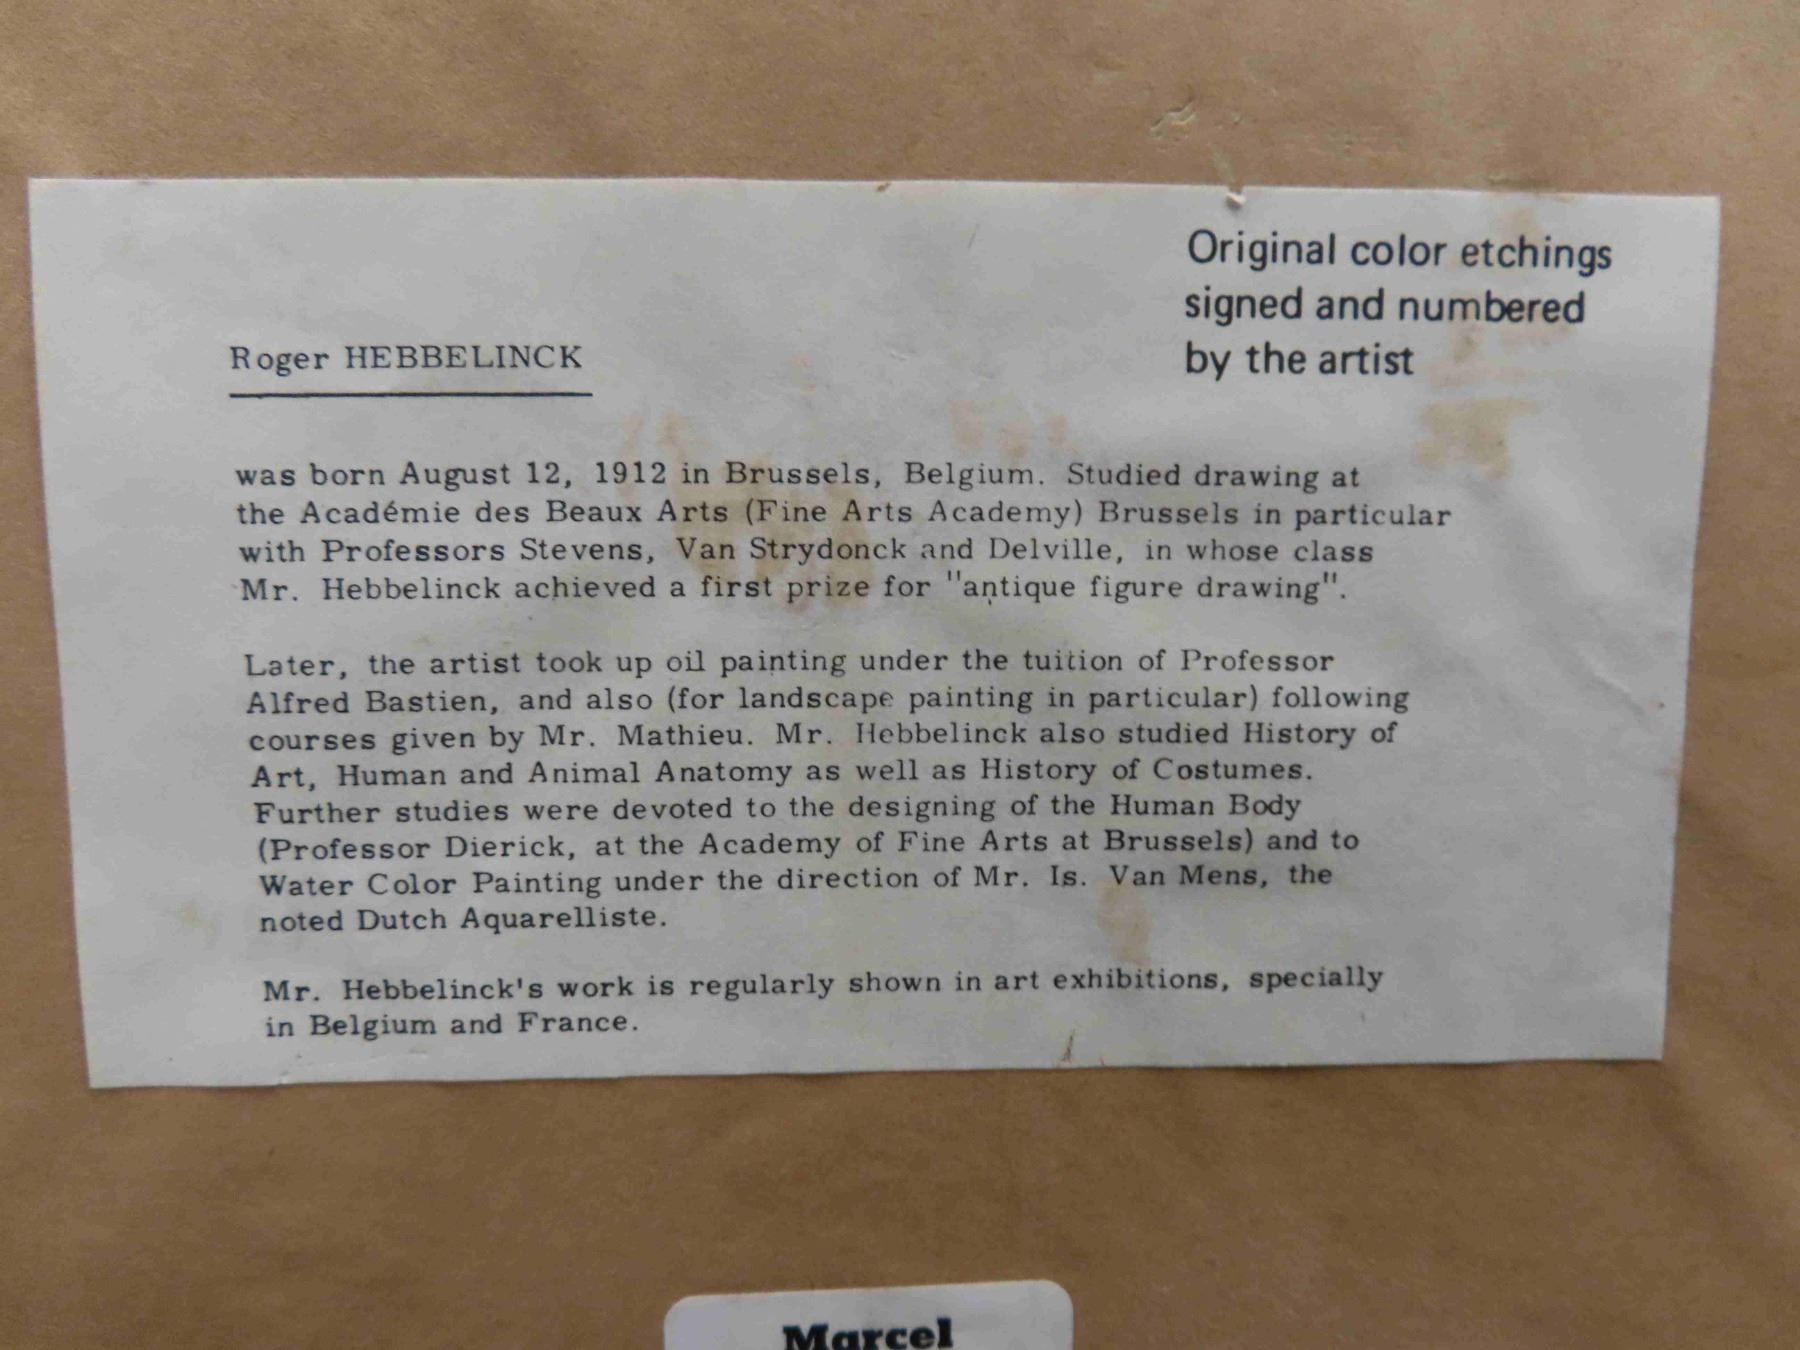 Original color etchings
signed and numbered
by the artist
Roger HEBBELINCK
was born August 12, 1912 in Brussels, Belgium. Studied drawing at
the Académie des Beaux Arts (Fine Arts Academy) Brussels in particular
with Professors Stevens, Van Strydonck and Delville, in whose class
Mr. Hebbelinck achieved a first prize for "antique figure drawing".
Later, the artist took up oil painting under the tuition of Professor
Alfred Bastien, and also (for landscape painting in particular) following
courses given by Mr. Mathieu. Mr. Hebbelinck also studied History of
Art, Human and Animal Anatomy as well as History of Costumes.
Further studies were devoted to the designing of the Human Body
(Professor Dierick, at the Academy of Fine Arts at Brussels) and to
Water Color Painting under the direction of Mr. Is. Van Mens, the
noted Dutch Aquarelliste.
Mr. Hebbelinck's work is regularly shown in art exhibitions, specially
in Belgium and France.
Marcel